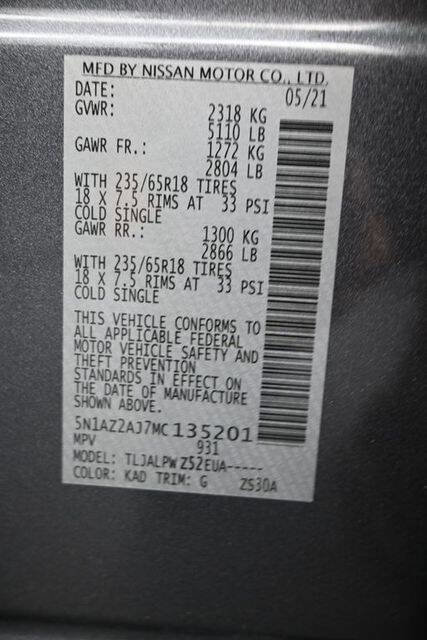 MFD BY NISSAN MOTOR CO., LTD.
DATE: 05/21
GVWR: 2318 KG
5110 LB
GAWR FR.: 1272 KG
2804 LB
WITH 235/65R18 TIRES
18 X 7.5 RIMS AT 33 PSI
COLD SINGLE
GAWR RR.: 1300 KG
2866 LB
WITH 235/65R18 TIRES
18 X 7.5 RIMS AT 33 PSI
COLD SINGLE
THIS VEHICLE CONFORMS TO
ALL APPLICABLE FEDERAL
MOTOR VEHICLE SAFETY AND
THEFT PREVENTION
STANDARDS IN EFFECT ON
THE DATE OF MANUFACTURE
SHOWN ABOVE.
5N1AZ2AJ7MC135201
MPV 931
MODEL: TLJALPW Z52EUA-----
COLOR: KAD TRIM: G ZS30A